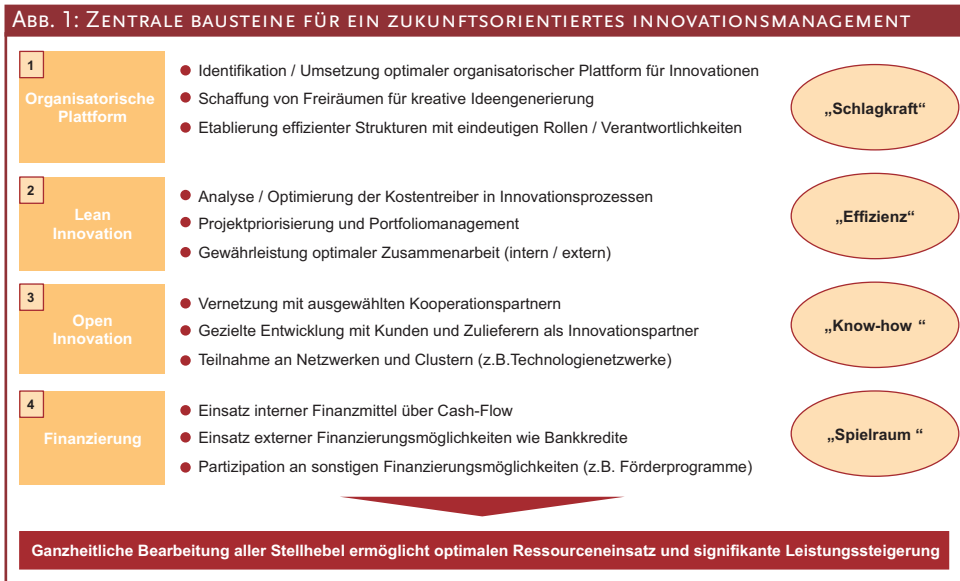 Abb. 1: Zentrale bausteine für ein zukunftsorientiertes innovationsmanagement
1
Organisatorische
Plattform
● Identifikation / Umsetzung optimaler organisatorischer Plattform für Innovationen
● Schaffung von Freiräumen für kreative Ideengenerierung
● Etablierung effizienter Strukturen mit eindeutigen Rollen / Verantwortlichkeiten
„Schlagkraft“
2
Lean
Innovation
● Analyse / Optimierung der Kostentreiber in Innovationsprozessen
● Projektpriorisierung und Portfoliomanagement
● Gewährleistung optimaler Zusammenarbeit (intern / extern)
„Effizienz“
3
Open
Innovation
● Vernetzung mit ausgewählten Kooperationspartnern
● Gezielte Entwicklung mit Kunden und Zulieferern als Innovationspartner
● Teilnahme an Netzwerken und Clustern (z.B.Technologienetzwerke)
„Know-how “
4
Finanzierung
● Einsatz interner Finanzmittel über Cash-Flow
● Einsatz externer Finanzierungsmöglichkeiten wie Bankkredite
● Partizipation an sonstigen Finanzierungsmöglichkeiten (z.B. Förderprogramme)
„Spielraum “
Ganzheitliche Bearbeitung aller Stellhebel ermöglicht optimalen Ressourceneinsatz und signifikante Leistungssteigerung